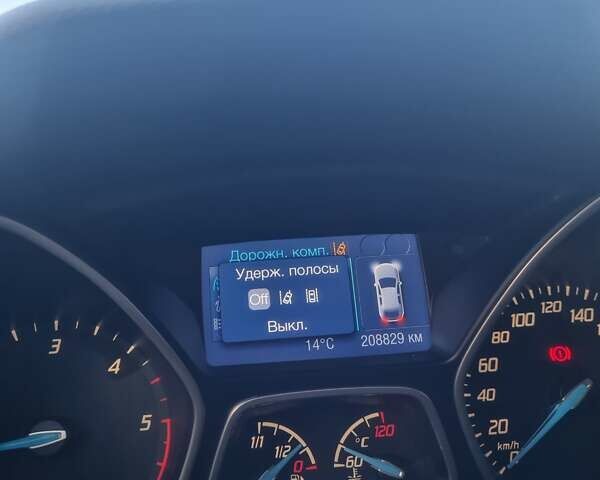 Дорожн. комп.
Удерж. полосы
Off
Выкл.
14°C
208829 км
3
4
5
1/1
1/2
0
120
°C
60
140
120
100
80
60
40
20
0
km/h